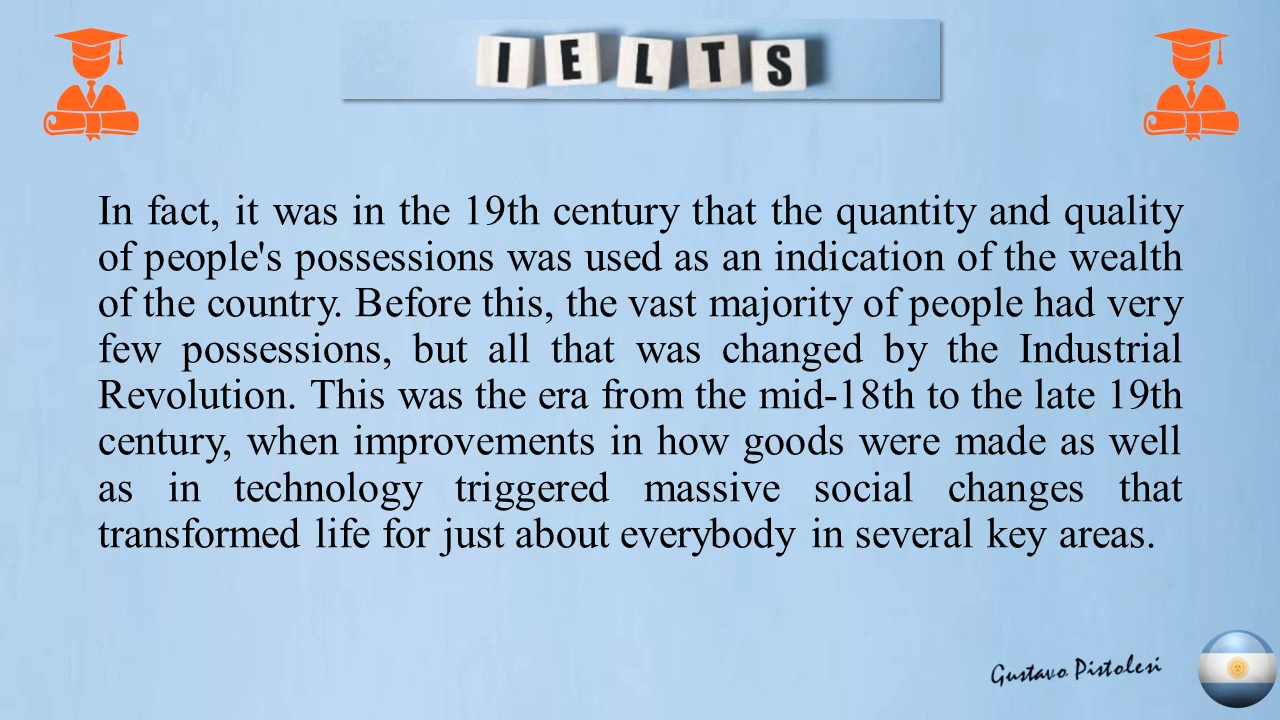 IELTS
In fact, it was in the 19th century that the quantity and quality
of people's possessions was used as an indication of the wealth
of the country. Before this, the vast majority of people had very
few possessions, but all that was changed by the Industrial
Revolution. This was the era from the mid-18th to the late 19th
century, when improvements in how goods were made as well
as in technology triggered massive social changes that
transformed life for just about everybody in several key areas.
Gustavo Pistolesi